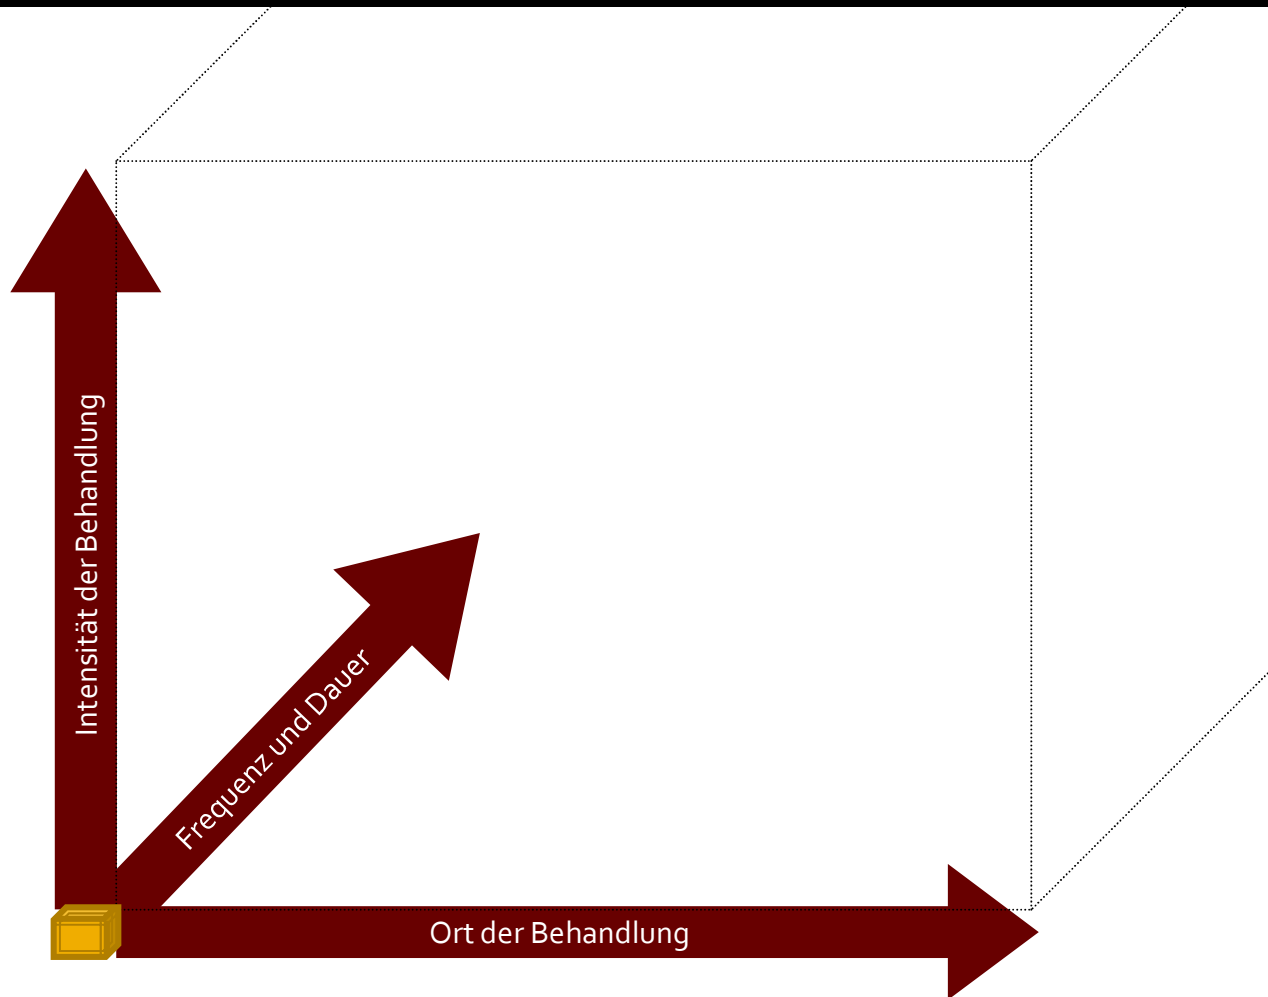 Intensität der Behandlung
Frequenz und Dauer
Ort der Behandlung